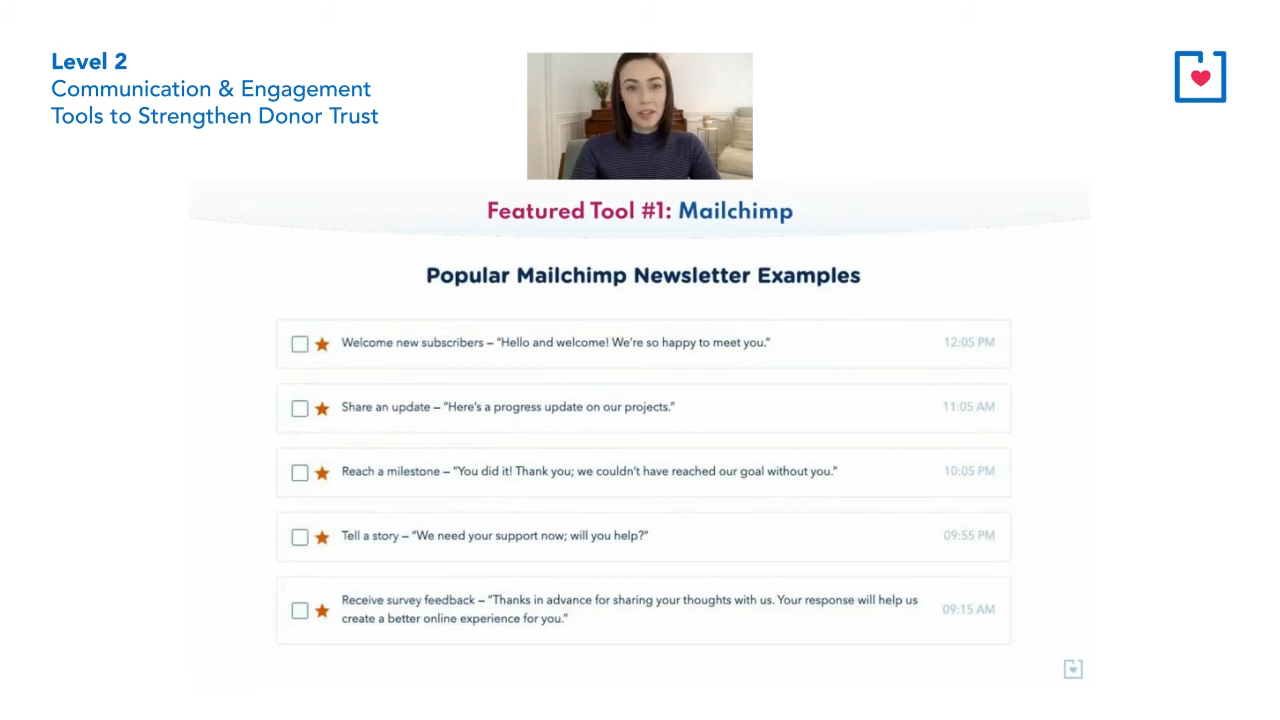 Level 2
Communication & Engagement
Tools to Strengthen Donor Trust
Featured Tool #1: Mailchimp
Popular Mailchimp Newsletter Examples
Welcome new subscribers – “Hello and welcome! We’re so happy to meet you.” 12:05 PM
Share an update – “Here’s a progress update on our projects.” 11:05 AM
Reach a milestone – “You did it! Thank you; we couldn’t have reached our goal without you.” 10:05 PM
Tell a story – “We need your support now; will you help?” 09:55 PM
Receive survey feedback – “Thanks in advance for sharing your thoughts with us. Your response will help us
create a better online experience for you.” 09:15 AM